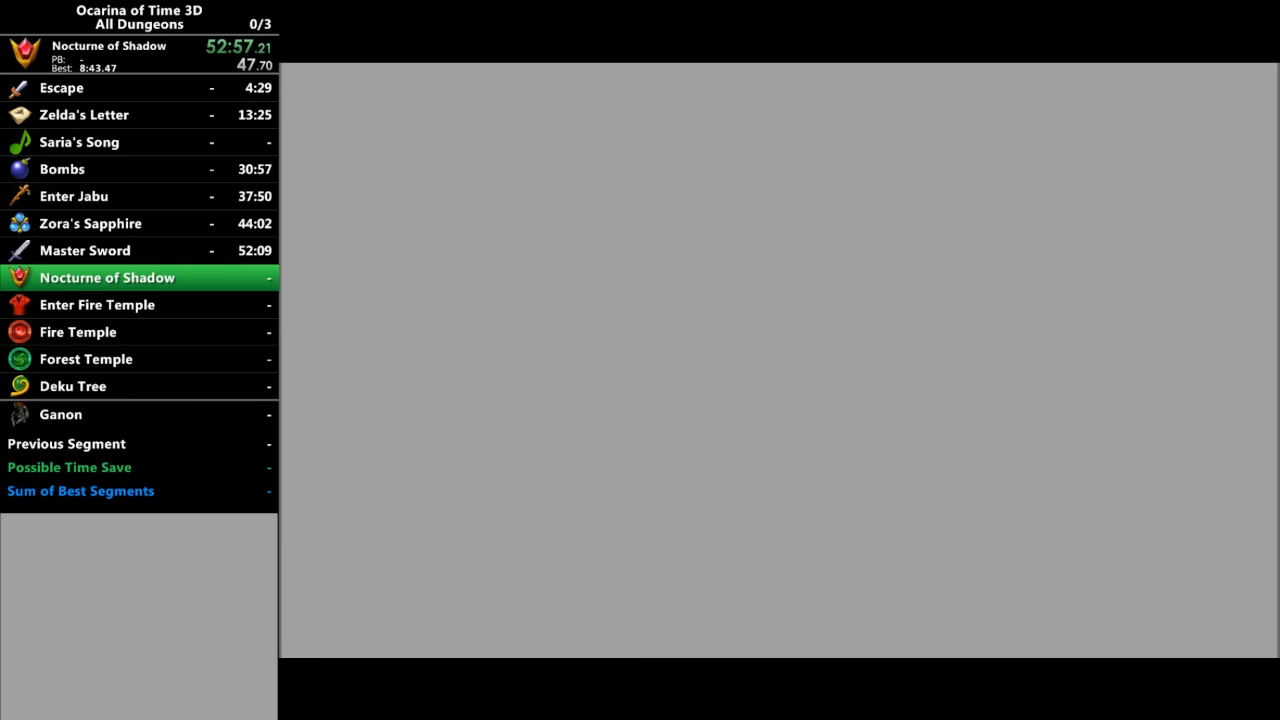 Ocarina of Time 3D
All Dungeons 0/3
Nocturne of Shadow 52:57.21
PB: - 47.70
Best: 8:43.47
Escape - 4:29
Zelda's Letter - 13:25
Saria's Song - -
Bombs - 30:57
Enter Jabu - 37:50
Zora's Sapphire - 44:02
Master Sword - 52:09
Nocturne of Shadow -
Enter Fire Temple -
Fire Temple -
Forest Temple -
Deku Tree -
Ganon -
Previous Segment -
Possible Time Save -
Sum of Best Segments -